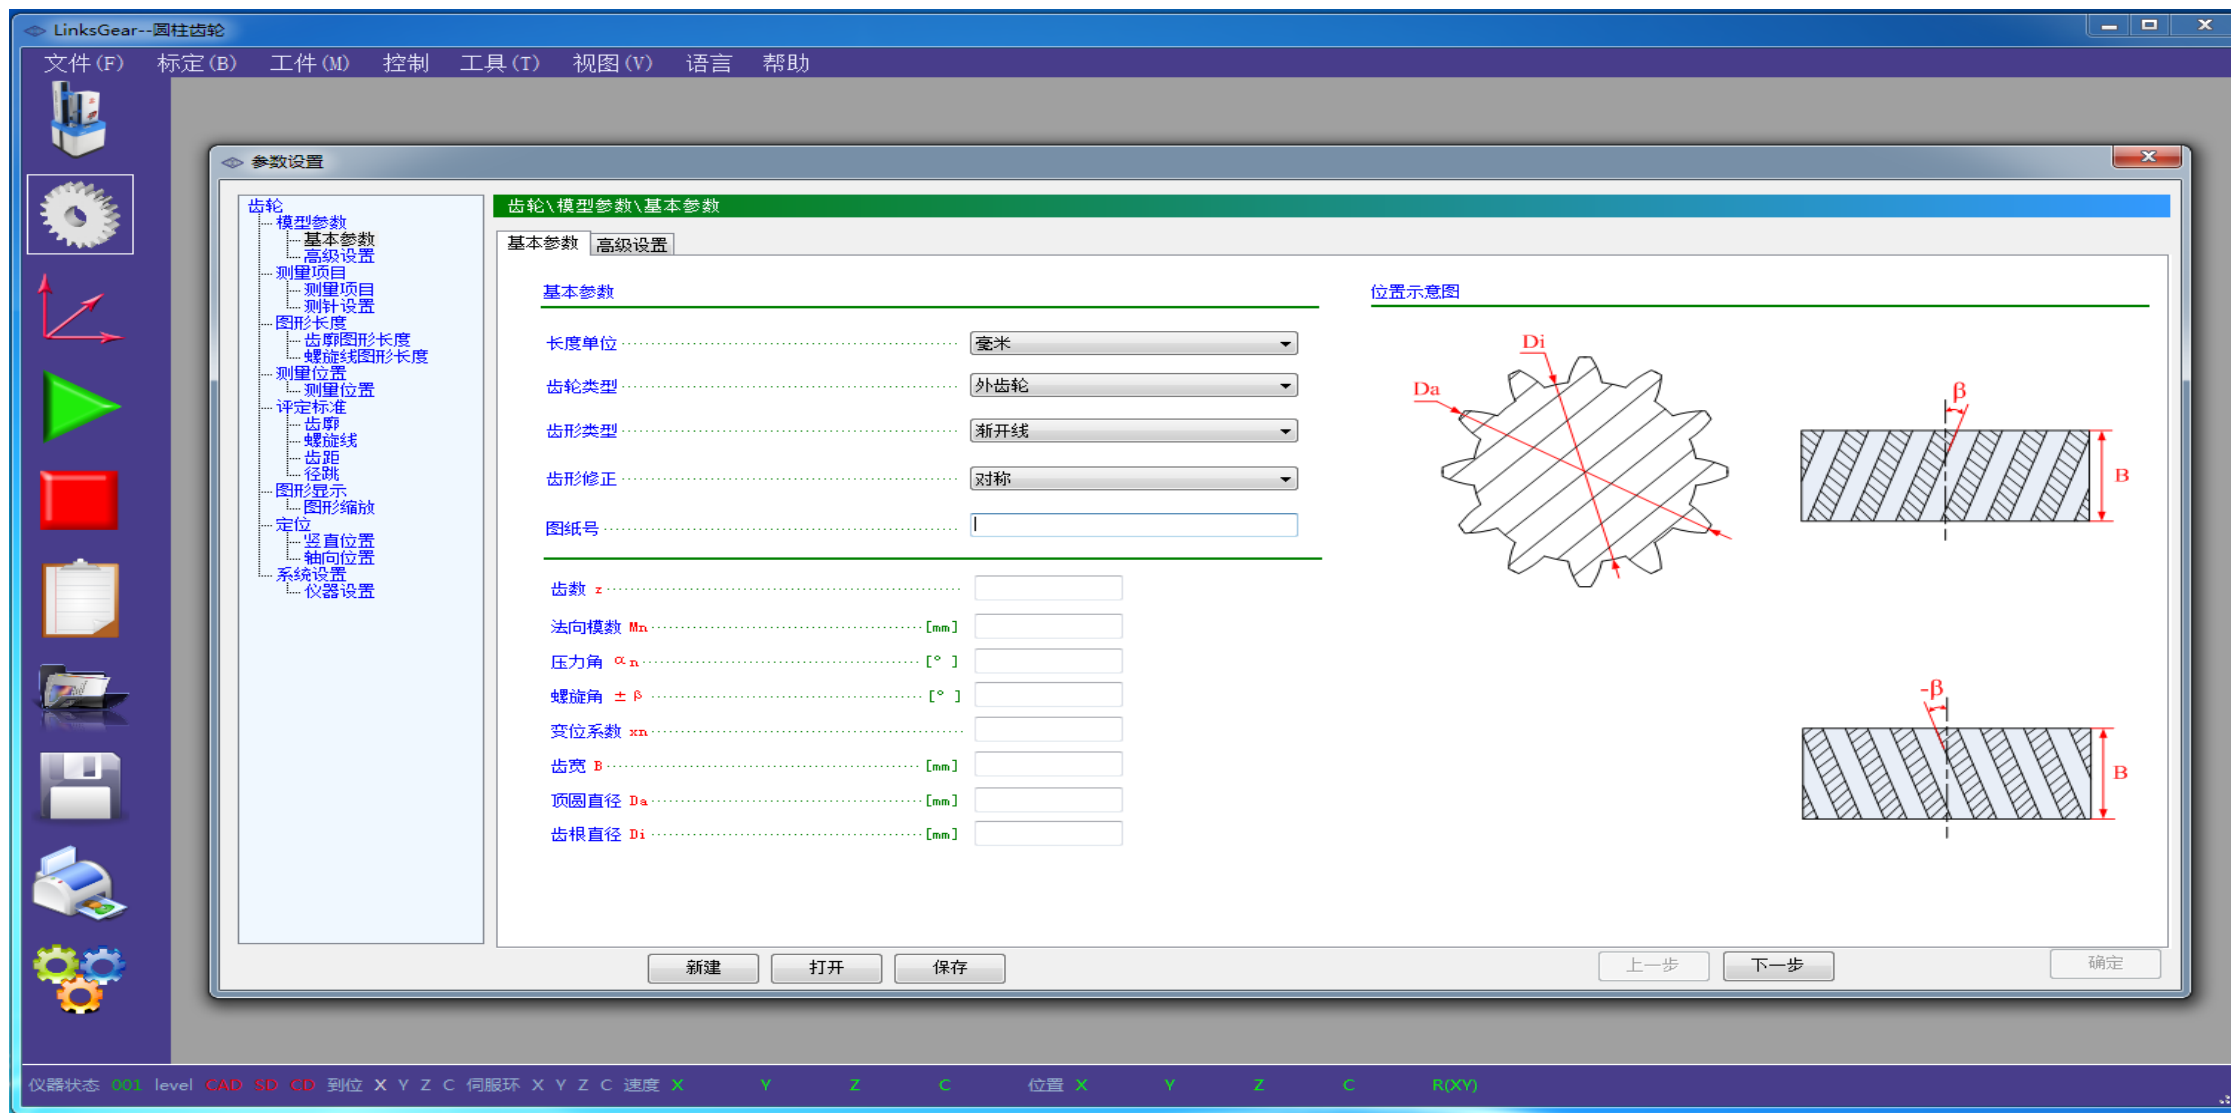 LinksGear--圆柱齿轮
文件(F) 标定(B) 工件(M) 控制 工具(T) 视图(V) 语言 帮助
参数设置
齿轮
模型参数
基本参数
高级设置
测量项目
测量项目
测针设置
图形长度
齿廓图形长度
螺旋线图形长度
测量位置
测量位置
评定标准
齿廓
螺旋线
齿距
径跳
图形显示
图形缩放
定位
竖直位置
轴向位置
系统设置
仪器设置
齿轮\模型参数\基本参数
基本参数 高级设置
基本参数
长度单位 毫米
齿轮类型 外齿轮
齿形类型 渐开线
齿形修正 对称
图纸号
齿数 z
法向模数 Mn [mm]
压力角 αn [° ]
螺旋角 ±β [° ]
变位系数 xn
齿宽 B [mm]
顶圆直径 Da [mm]
齿根直径 Di [mm]
位置示意图
Di
Da
β
B
-β
B
新建 打开 保存 上一步 下一步 确定
仪器状态 001 level CAD SD CD 到位 X Y Z C 伺服环 X Y Z C 速度 X Y Z C 位置 X Y Z C R(XY)